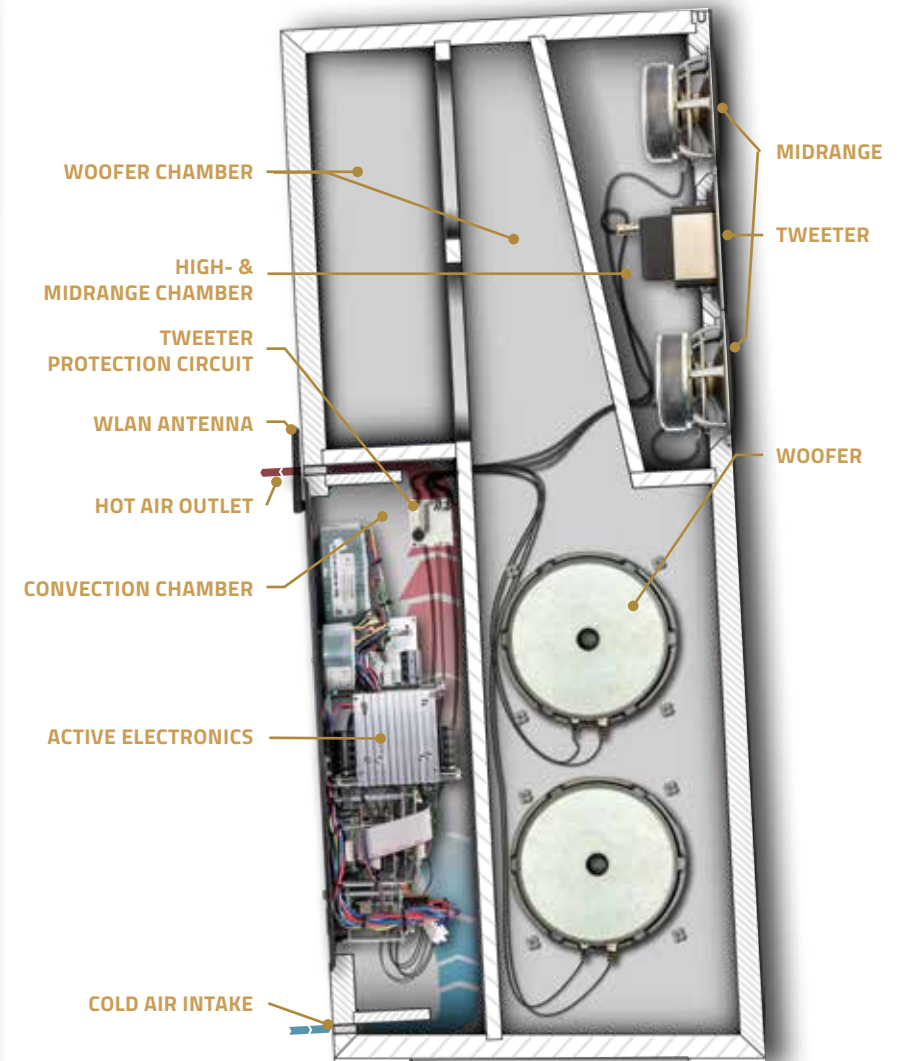 WOOFER CHAMBER
HIGH- &
MIDRANGE CHAMBER
TWEETER
PROTECTION CIRCUIT
WLAN ANTENNA
HOT AIR OUTLET
CONVECTION CHAMBER
ACTIVE ELECTRONICS
COLD AIR INTAKE
MIDRANGE
TWEETER
WOOFER